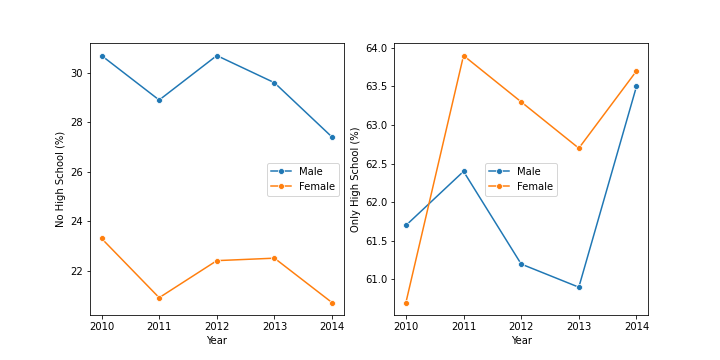 No High School (%)
30
28
26
24
22
Male
Female
2010 2011 2012 2013 2014
Year
Only High School (%)
64.0
63.5
63.0
62.5
62.0
61.5
61.0
Male
Female
2010 2011 2012 2013 2014
Year